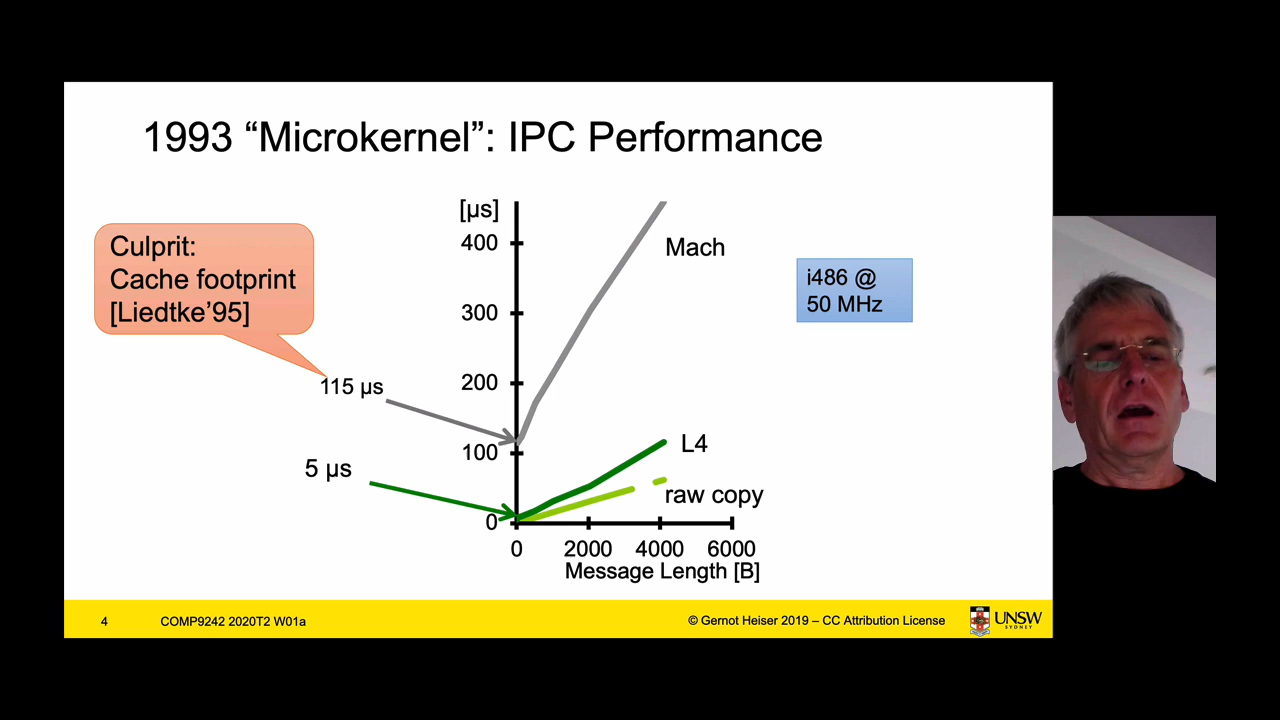 1993 “Microkernel”: IPC Performance
Culprit:
Cache footprint
[Liedtke’95]
115 µs
5 µs
[µs]
400
300
200
100
0
Mach
L4
raw copy
0 2000 4000 6000
Message Length [B]
i486 @
50 MHz
4 COMP9242 2020T2 W01a © Gernot Heiser 2019 – CC Attribution License
UNSW
SYDNEY